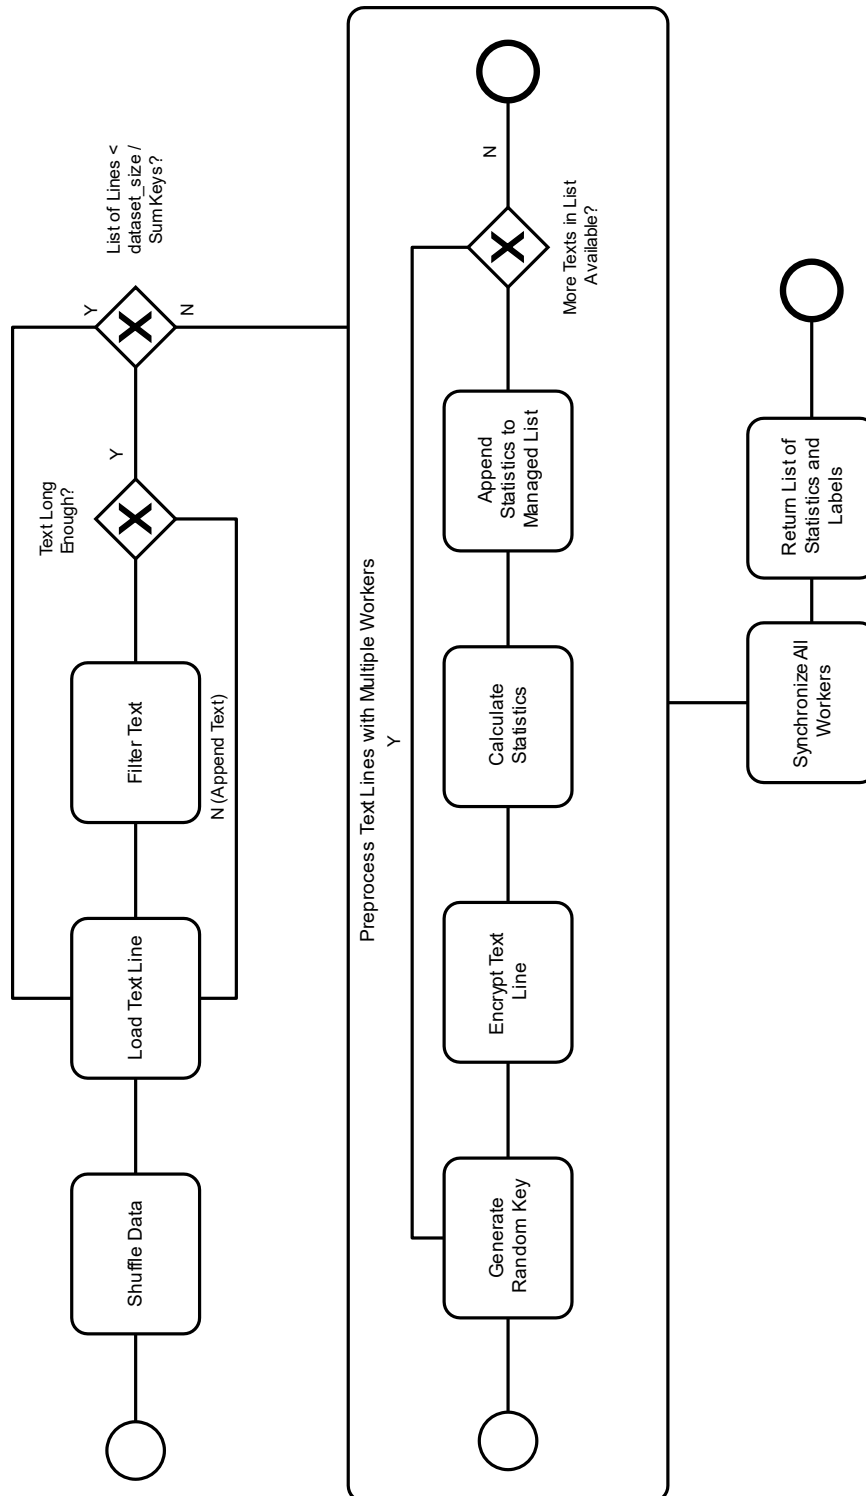 Shuffle Data
Load Text Line
N (Append Text)
Filter Text
Text Long
Enough?
Y
List of Lines <
dataset_size /
Sum Keys?
Y
N
Preprocess Text Lines with Multiple Workers
Y
Generate
Random Key
Encrypt Text
Line
Calculate
Statistics
Append
Statistics to
Managed List
More Texts in List
Available?
N
Synchronize All
Workers
Return List of
Statistics and
Labels